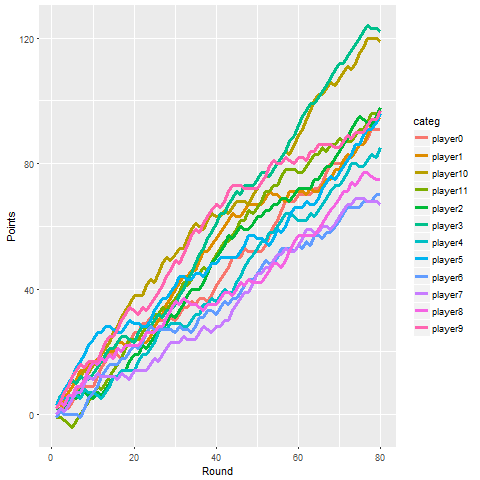 120
80
40
0
Points
0
20
40
60
80
Round
categ
player0
player1
player10
player11
player2
player3
player4
player5
player6
player7
player8
player9